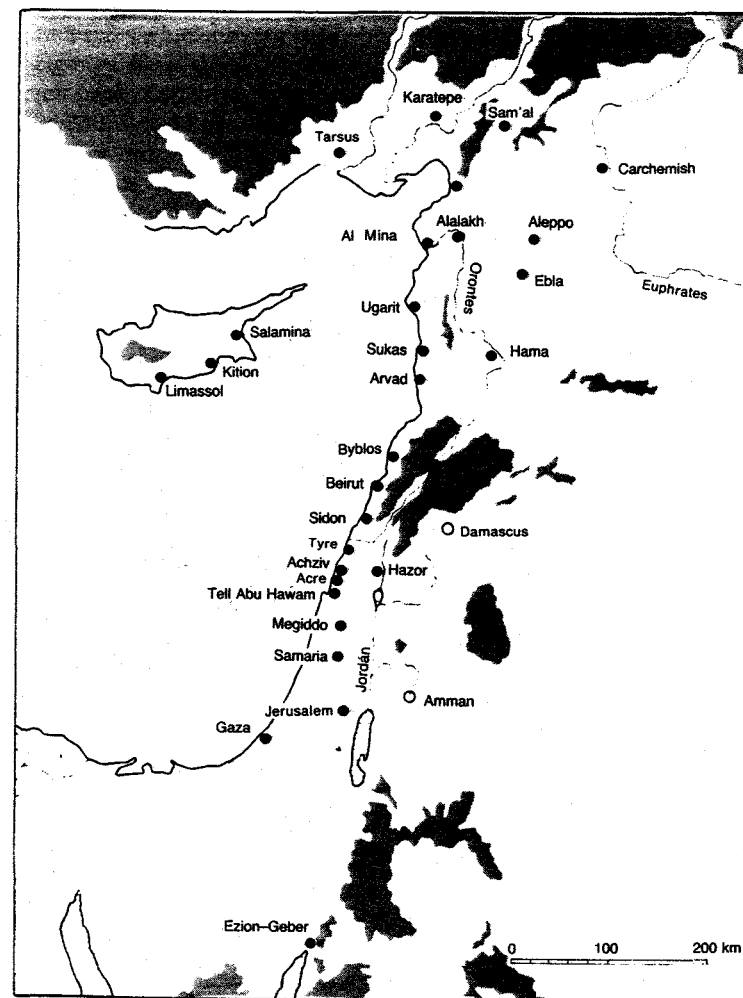 Karatepe
Sam'al
Tarsus
Carchemish
Al Mina
Alalakh
Aleppo
Orontes
Ebla
Euphrates
Ugarit
Salamina
Sukas
Hama
Kition
Arvad
Limassol
Byblos
Beirut
Sidon
Damascus
Tyre
Achziv
Hazor
Acre
Tell Abu Hawam
Megiddo
Samaria
Jordán
Amman
Jerusalem
Gaza
Ezion–Geber
0 100 200 km